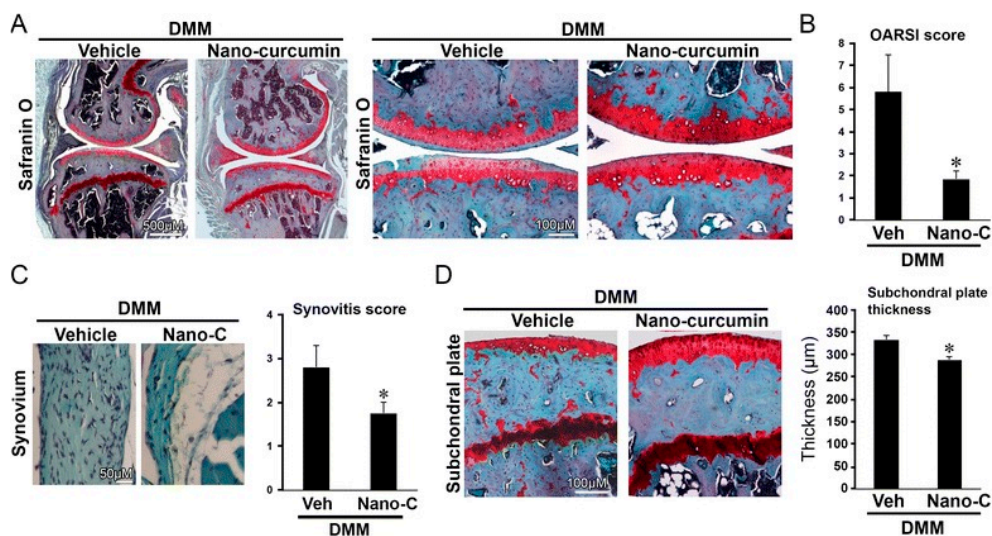 A
DMM
Vehicle
Nano-curcumin
Safranin O
500µM
DMM
Vehicle
Nano-curcumin
Safranin O
100µM
B
OARSI score
8
7
6
5
4
3
2
1
0
*
Veh
Nano-C
DMM
C
DMM
Vehicle
Nano-C
Synovium
50µM
Synovitis score
4
2
0
*
Veh
Nano-C
DMM
D
DMM
Vehicle
Nano-curcumin
Subchondral plate
100µM
Subchondral plate
thickness
Thickness (µm)
400
350
300
250
200
150
100
50
0
*
Veh
Nano-C
DMM